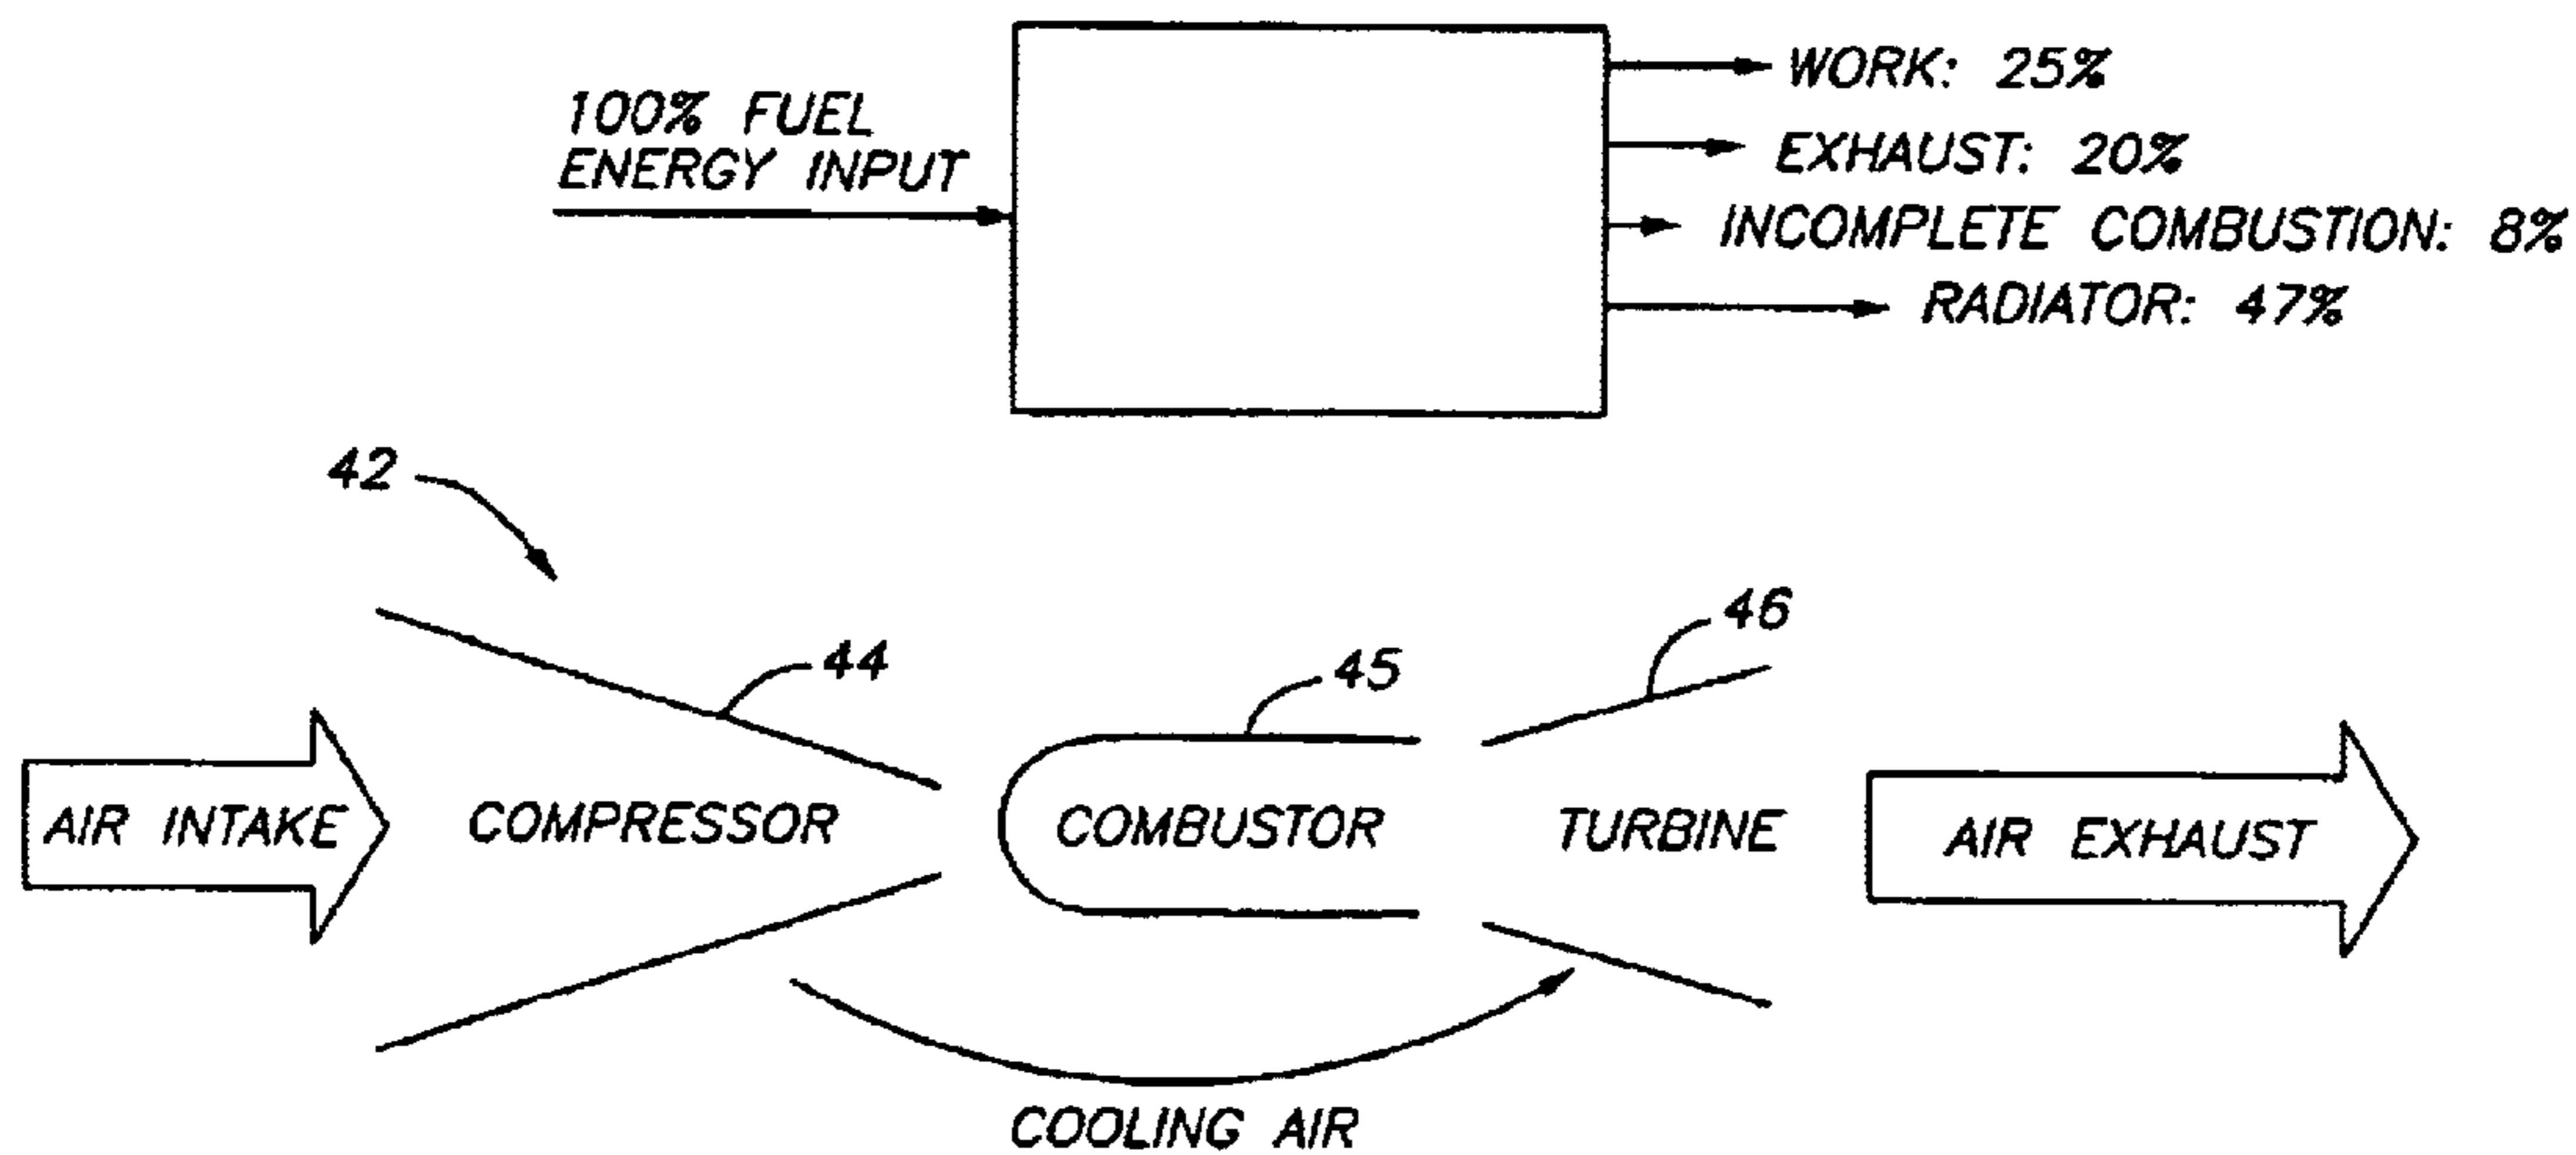 100% FUEL
ENERGY INPUT
WORK: 25%
EXHAUST: 20%
INCOMPLETE COMBUSTION: 8%
RADIATOR: 47%
42
44
45
46
AIR INTAKE
COMPRESSOR
COMBUSTOR
TURBINE
AIR EXHAUST
COOLING AIR